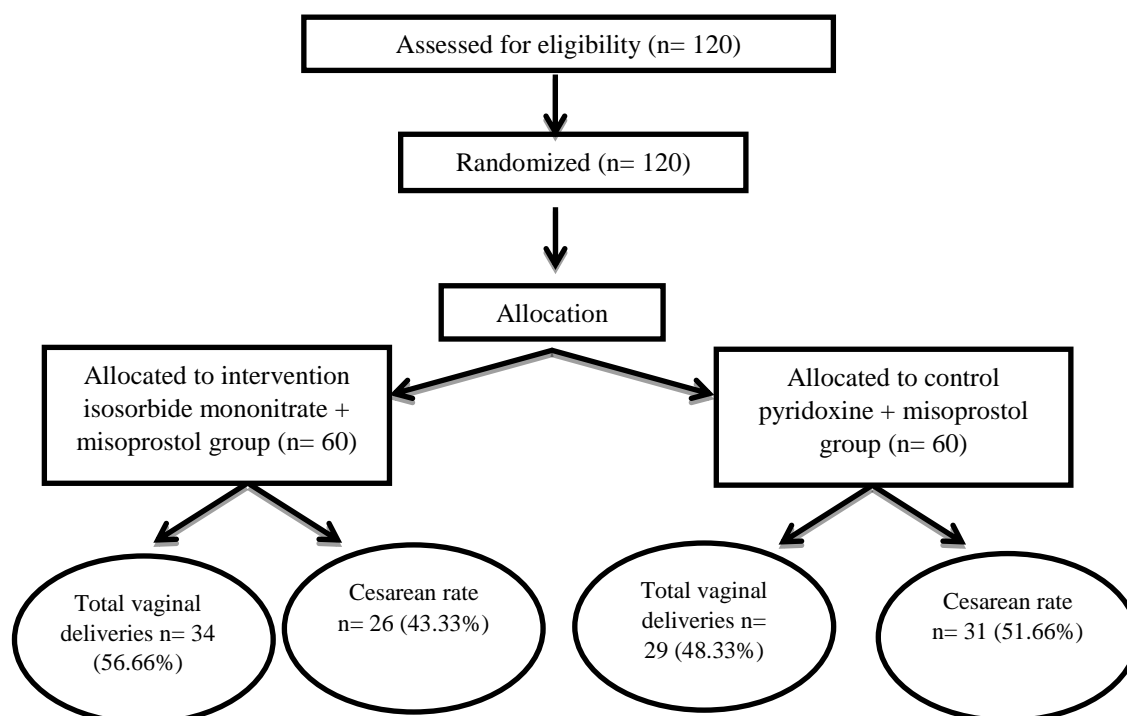 Assessed for eligibility (n= 120)
Randomized (n= 120)
Allocation
Allocated to intervention
isosorbide mononitrate +
misoprostol group (n= 60)
Allocated to control
pyridoxine + misoprostol
group (n= 60)
Total vaginal
deliveries n= 34
(56.66%)
Cesarean rate
n= 26 (43.33%)
Total vaginal
deliveries n=
29 (48.33%)
Cesarean rate
n= 31 (51.66%)